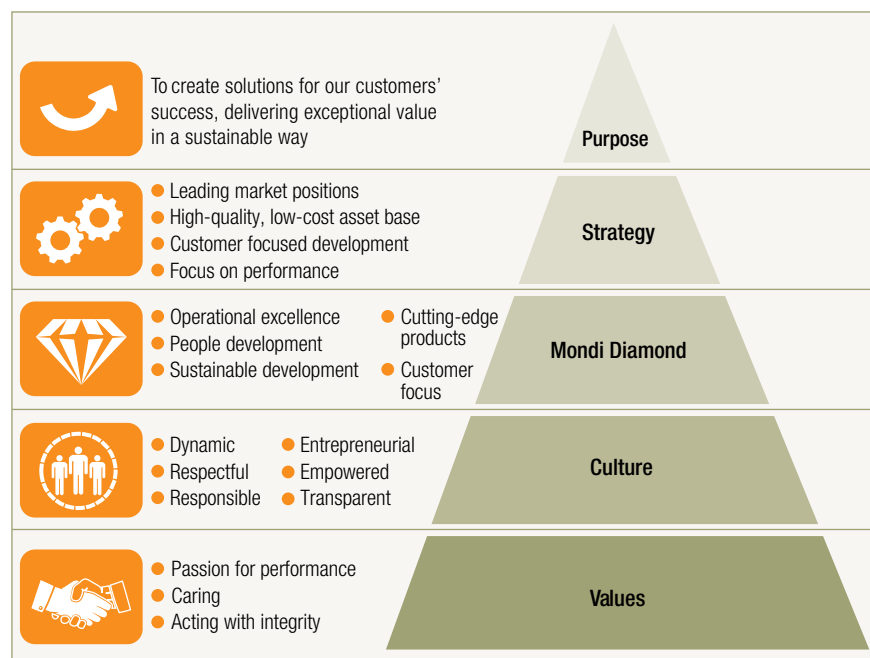 To create solutions for our customers'
success, delivering exceptional value
in a sustainable way
Purpose
Leading market positions
High-quality, low-cost asset base
Customer focused development
Focus on performance
Strategy
Operational excellence
People development
Sustainable development
Cutting-edge
products
Customer
focus
Mondi Diamond
Dynamic
Respectful
Responsible
Entrepreneurial
Empowered
Transparent
Culture
Passion for performance
Caring
Acting with integrity
Values